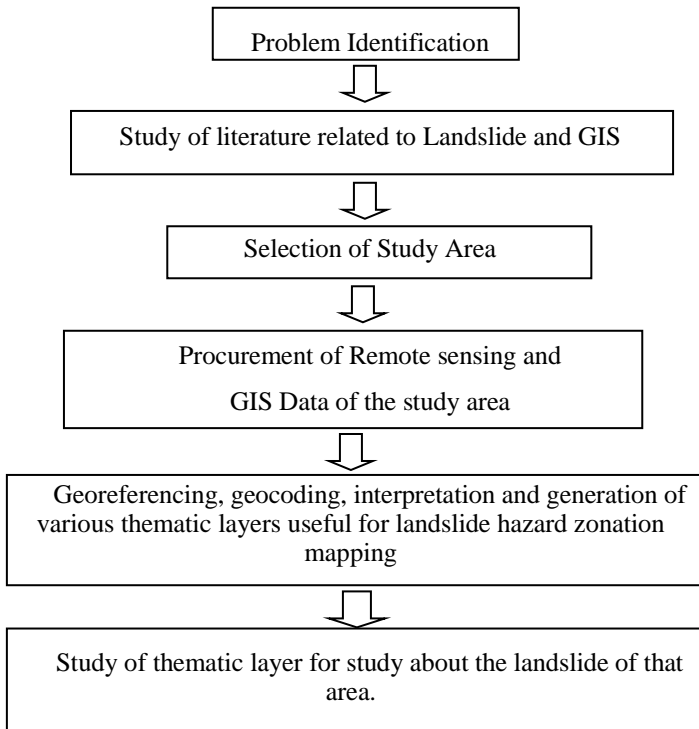 Problem Identification
Study of literature related to Landslide and GIS
Selection of Study Area
Procurement of Remote sensing and
GIS Data of the study area
Georeferencing, geocoding, interpretation and generation of
various thematic layers useful for landslide hazard zonation
mapping
Study of thematic layer for study about the landslide of that
area.